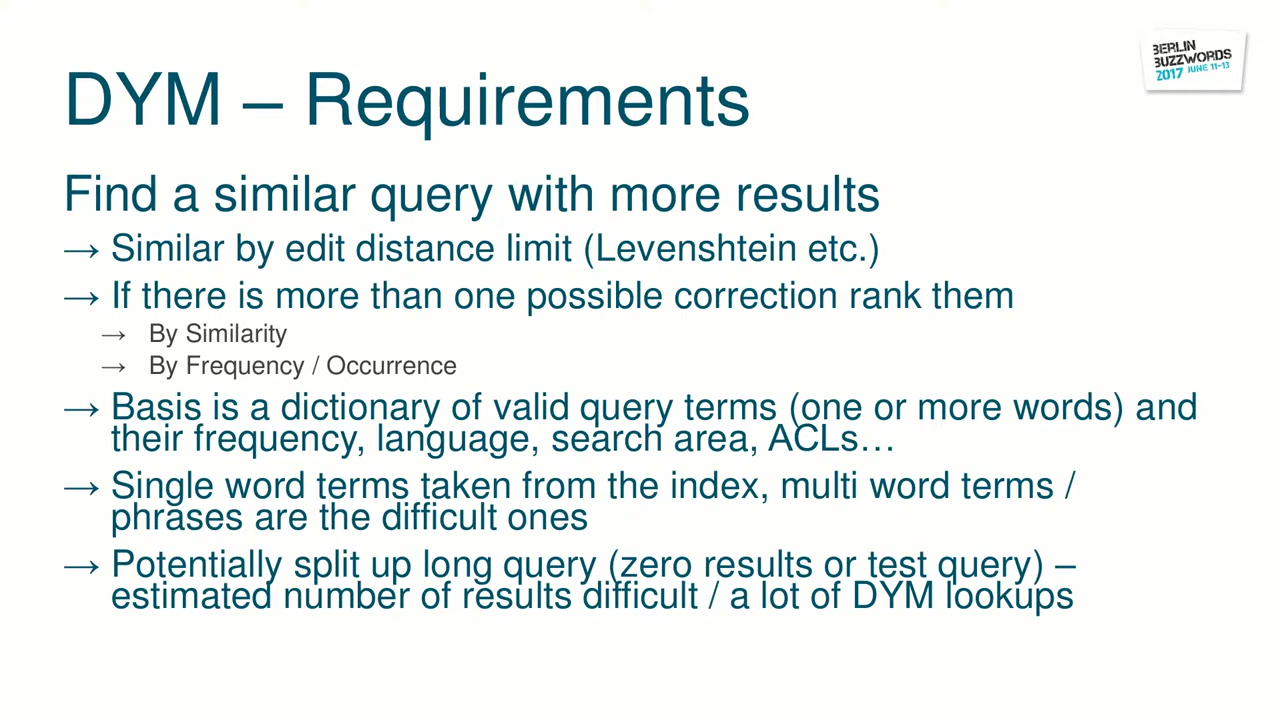 BERLIN
BUZZWORDS
2017 JUNE 11-13
DYM – Requirements
Find a similar query with more results
→ Similar by edit distance limit (Levenshtein etc.)
→ If there is more than one possible correction rank them
→ By Similarity
→ By Frequency / Occurrence
→ Basis is a dictionary of valid query terms (one or more words) and
their frequency, language, search area, ACLs…
→ Single word terms taken from the index, multi word terms /
phrases are the difficult ones
→ Potentially split up long query (zero results or test query) –
estimated number of results difficult / a lot of DYM lookups